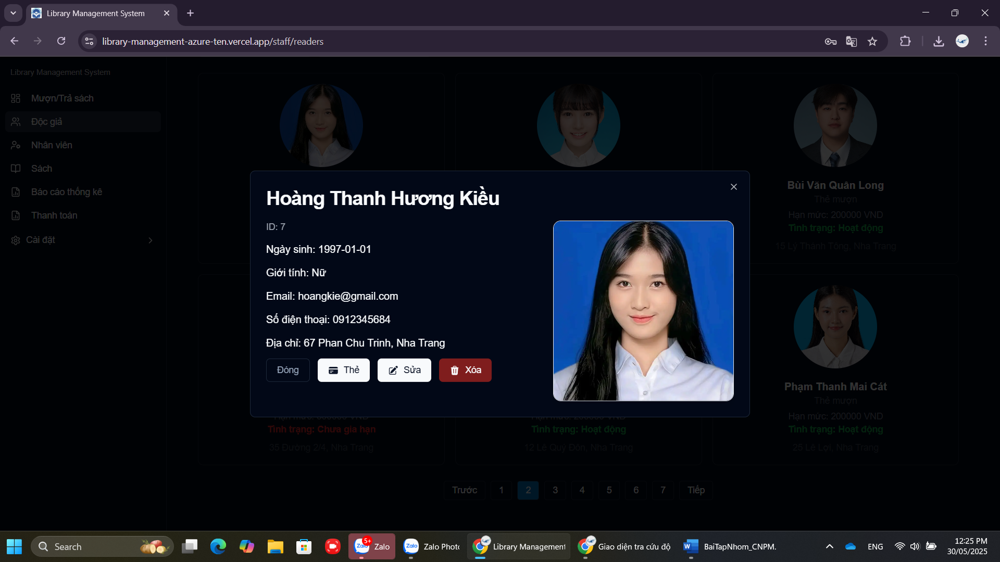 Library Management System
library-management-azure-ten.vercel.app/staff/readers
Library Management System
Mượn/Trả sách
Độc giả
Nhân viên
Sách
Báo cáo thống kê
Thanh toán
Cài đặt
Bùi Văn Quân Long
Thẻ mượn
Hạn mức: 200000 VND
Tình trạng: Hoạt động
15 Lý Thánh Tông, Nha Trang
Hoàng Thanh Hương Kiều
ID: 7
Ngày sinh: 1997-01-01
Giới tính: Nữ
Email: hoangkie@gmail.com
Số điện thoại: 0912345684
Địa chỉ: 67 Phan Chu Trinh, Nha Trang
Đóng
Thẻ
Sửa
Xóa
Tình trạng: Chưa gia hạn
35 Đường 2/4, Nha Trang
Tình trạng: Hoạt động
12 Lê Quý Đôn, Nha Trang
Phạm Thanh Mai Cát
Thẻ mượn
Hạn mức: 200000 VND
Tình trạng: Hoạt động
25 Lê Lợi, Nha Trang
Trước 1 2 3 4 5 6 7 Tiếp
Search
5+
Zalo
Zalo
Zalo
Zalo Photo
Library Management
Giao diện tra cứu độ
BaiTapNhom_CNPM.
ENG
12:25 PM
30/05/2025